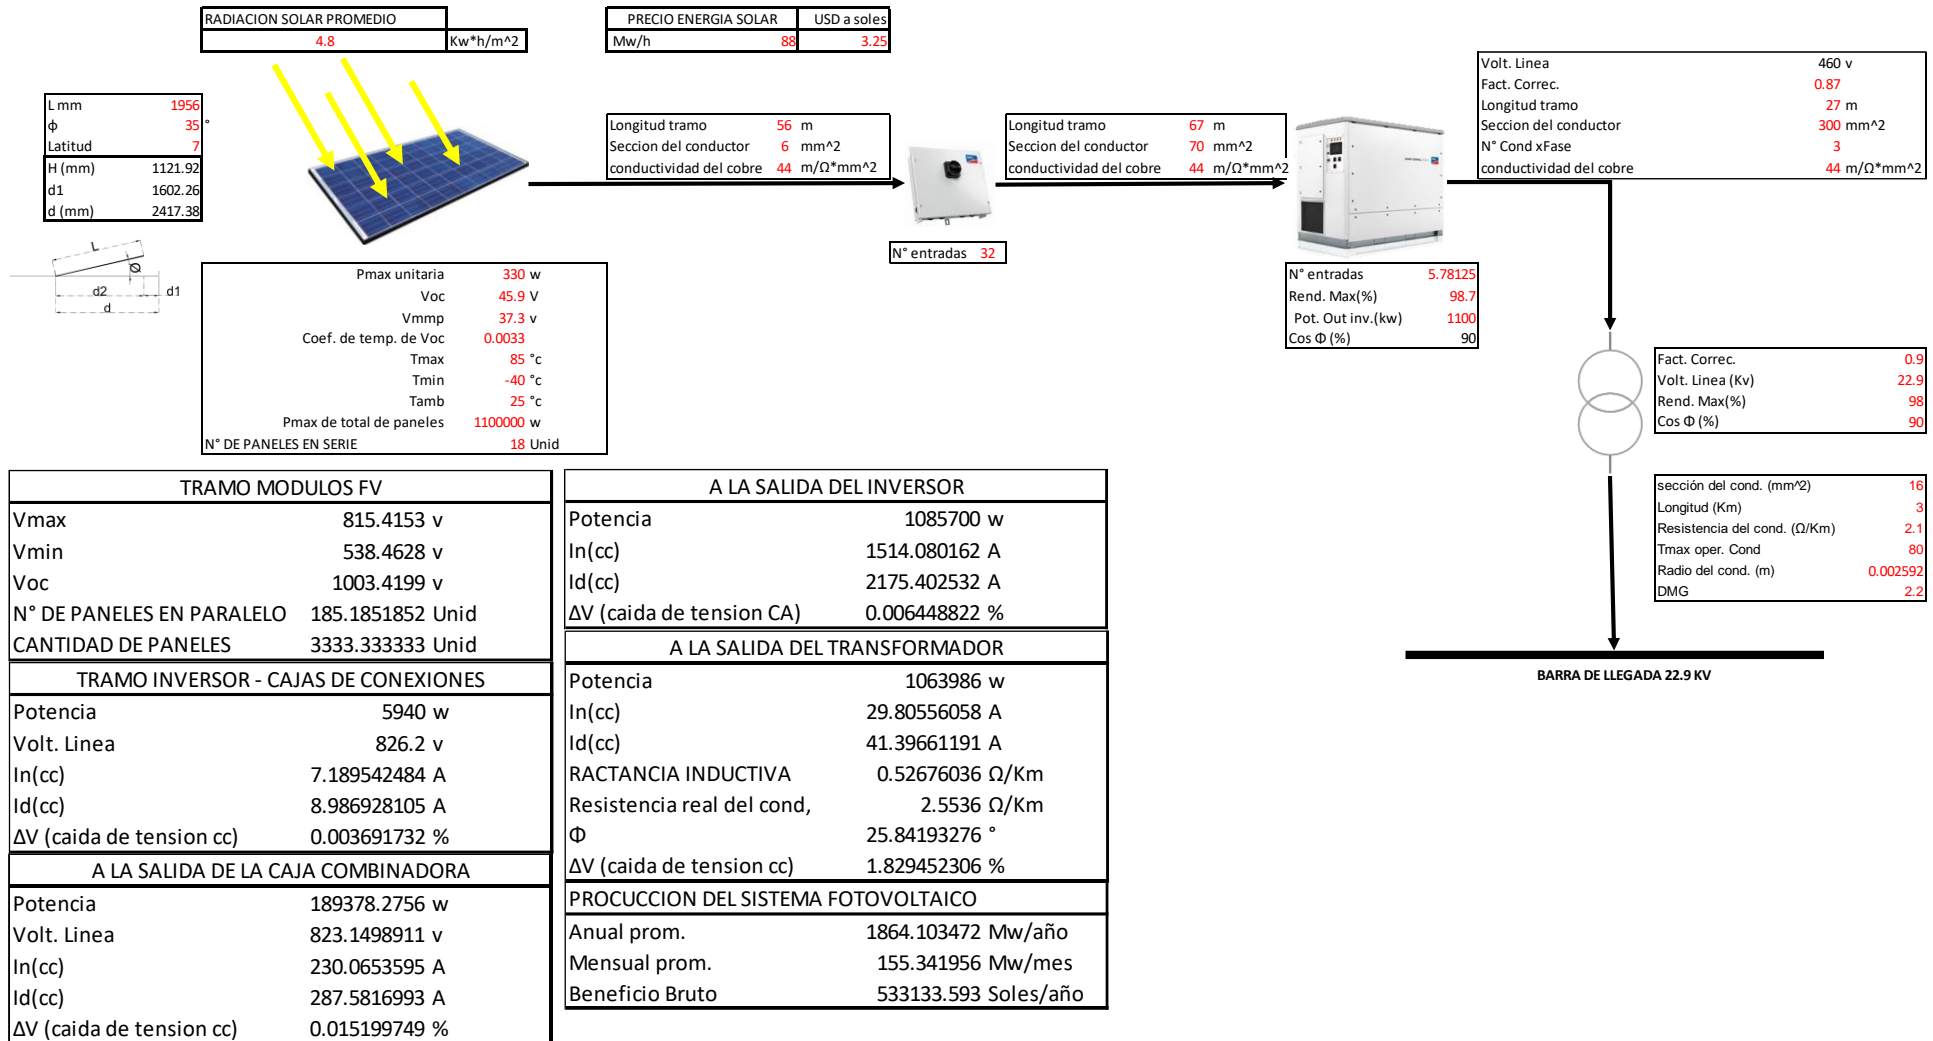 RADIACION SOLAR PROMEDIO
4.8 Kw*h/m^2
PRECIO ENERGIA SOLAR USD a soles
Mw/h 88 3.25
L mm 1956
ϕ 35 °
Latitud 7
H (mm) 1121.92
d1 1602.26
d (mm) 2417.38
L
Ø
d2 d1
d
Longitud tramo 56 m
Seccion del conductor 6 mm^2
conductividad del cobre 44 m/Ω*mm^2
N° entradas 32
Longitud tramo 67 m
Seccion del conductor 70 mm^2
conductividad del cobre 44 m/Ω*mm^2
Volt. Linea 460 v
Fact. Correc. 0.87
Longitud tramo 27 m
Seccion del conductor 300 mm^2
N° Cond xFase 3
conductividad del cobre 44 m/Ω*mm^2
N° entradas 5.78125
Rend. Max(%) 98.7
Pot. Out inv.(kw) 1100
Cos Φ (%) 90
Pmax unitaria 330 w
Voc 45.9 V
Vmmp 37.3 v
Coef. de temp. de Voc 0.0033
Tmax 85 °c
Tmin -40 °c
Tamb 25 °c
Pmax de total de paneles 1100000 w
N° DE PANELES EN SERIE 18 Unid
Fact. Correc. 0.9
Volt. Linea (Kv) 22.9
Rend. Max(%) 98
Cos Φ (%) 90
sección del cond. (mm^2) 16
Longitud (Km) 3
Resistencia del cond. (Ω/Km) 2.1
Tmax oper. Cond 80
Radio del cond. (m) 0.002592
DMG 2.2
BARRA DE LLEGADA 22.9 KV
TRAMO MODULOS FV
Vmax 815.4153 v
Vmin 538.4628 v
Voc 1003.4199 v
N° DE PANELES EN PARALELO 185.1851852 Unid
CANTIDAD DE PANELES 3333.333333 Unid
TRAMO INVERSOR - CAJAS DE CONEXIONES
Potencia 5940 w
Volt. Linea 826.2 v
In(cc) 7.189542484 A
Id(cc) 8.986928105 A
ΔV (caida de tension cc) 0.003691732 %
A LA SALIDA DE LA CAJA COMBINADORA
Potencia 189378.2756 w
Volt. Linea 823.1498911 v
In(cc) 230.0653595 A
Id(cc) 287.5816993 A
ΔV (caida de tension cc) 0.015199749 %
A LA SALIDA DEL INVERSOR
Potencia 1085700 w
In(cc) 1514.080162 A
Id(cc) 2175.402532 A
ΔV (caida de tension CA) 0.006448822 %
A LA SALIDA DEL TRANSFORMADOR
Potencia 1063986 w
In(cc) 29.80556058 A
Id(cc) 41.39661191 A
RACTANCIA INDUCTIVA 0.52676036 Ω/Km
Resistencia real del cond, 2.5536 Ω/Km
Φ 25.84193276 °
ΔV (caida de tension cc) 1.829452306 %
PROCUCCION DEL SISTEMA FOTOVOLTAICO
Anual prom. 1864.103472 Mw/año
Mensual prom. 155.341956 Mw/mes
Beneficio Bruto 533133.593 Soles/año